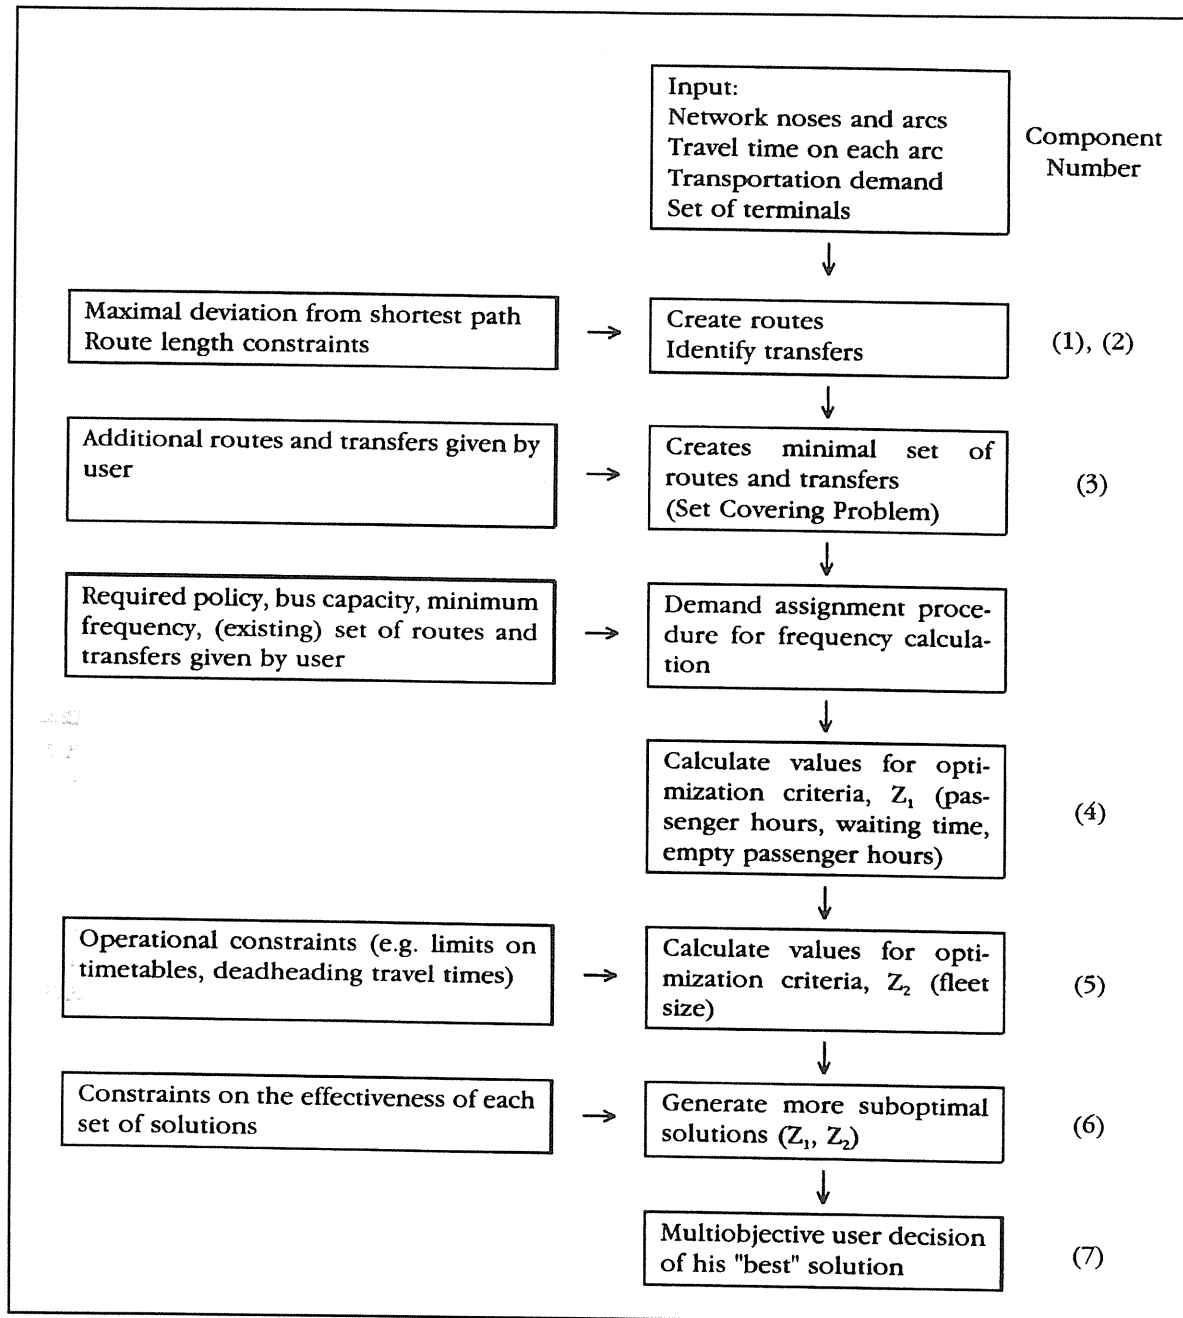 Input:
Network noses and arcs
Travel time on each arc
Transportation demand
Set of terminals
Component
Number
Maximal deviation from shortest path
Route length constraints
Create routes
Identify transfers
(1), (2)
Additional routes and transfers given by
user
Creates minimal set of
routes and transfers
(Set Covering Problem)
(3)
Required policy, bus capacity, minimum
frequency, (existing) set of routes and
transfers given by user
Demand assignment proce-
dure for frequency calcula-
tion
Calculate values for opti-
mization criteria, Z₁ (pas-
senger hours, waiting time,
empty passenger hours)
(4)
Operational constraints (e.g. limits on
timetables, deadheading travel times)
Calculate values for opti-
mization criteria, Z₂ (fleet
size)
(5)
Constraints on the effectiveness of each
set of solutions
Generate more suboptimal
solutions (Z₁, Z₂)
(6)
Multiobjective user decision
of his "best" solution
(7)